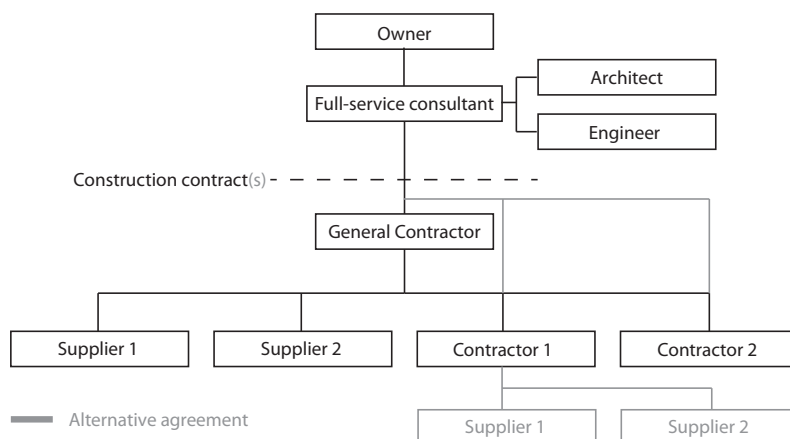 Owner
Full-service consultant
Architect
Engineer
Construction contract(s)
General Contractor
Supplier 1
Supplier 2
Contractor 1
Contractor 2
Alternative agreement
Supplier 1
Supplier 2